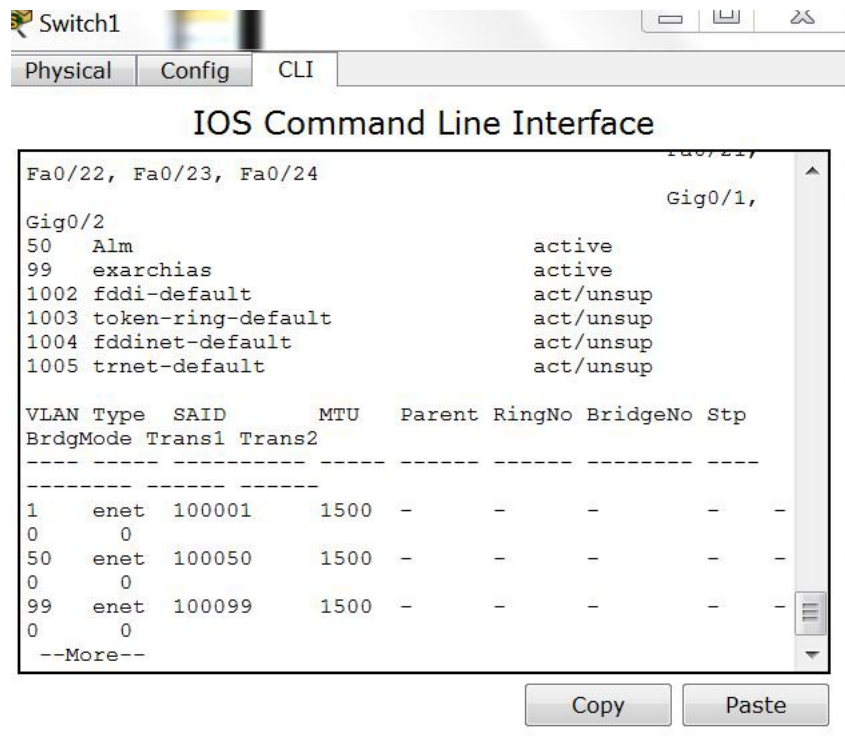 Switch1
Physical Config CLI
IOS Command Line Interface
Fa0/21,
Fa0/22, Fa0/23, Fa0/24
Gig0/1,
Gig0/2
50 Alm active
99 exarchias active
1002 fddi-default act/unsup
1003 token-ring-default act/unsup
1004 fddinet-default act/unsup
1005 trnet-default act/unsup
VLAN Type SAID MTU Parent RingNo BridgeNo Stp
BrdgMode Trans1 Trans2
---- ----- ---------- ----- ------ ------ -------- ----
-------- ------ ------
1 enet 100001 1500 - - - - -
0 0
50 enet 100050 1500 - - - - -
0 0
99 enet 100099 1500 - - - - -
0 0
--More--
Copy Paste